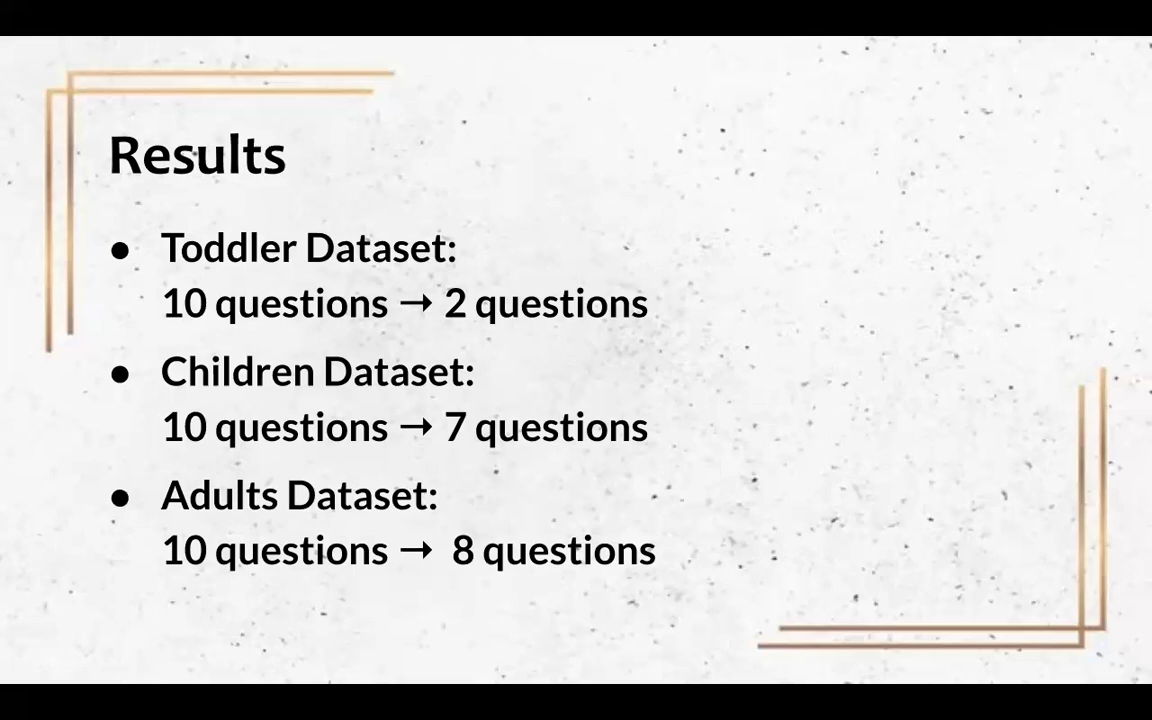 Results
● Toddler Dataset:
10 questions → 2 questions
● Children Dataset:
10 questions → 7 questions
● Adults Dataset:
10 questions → 8 questions